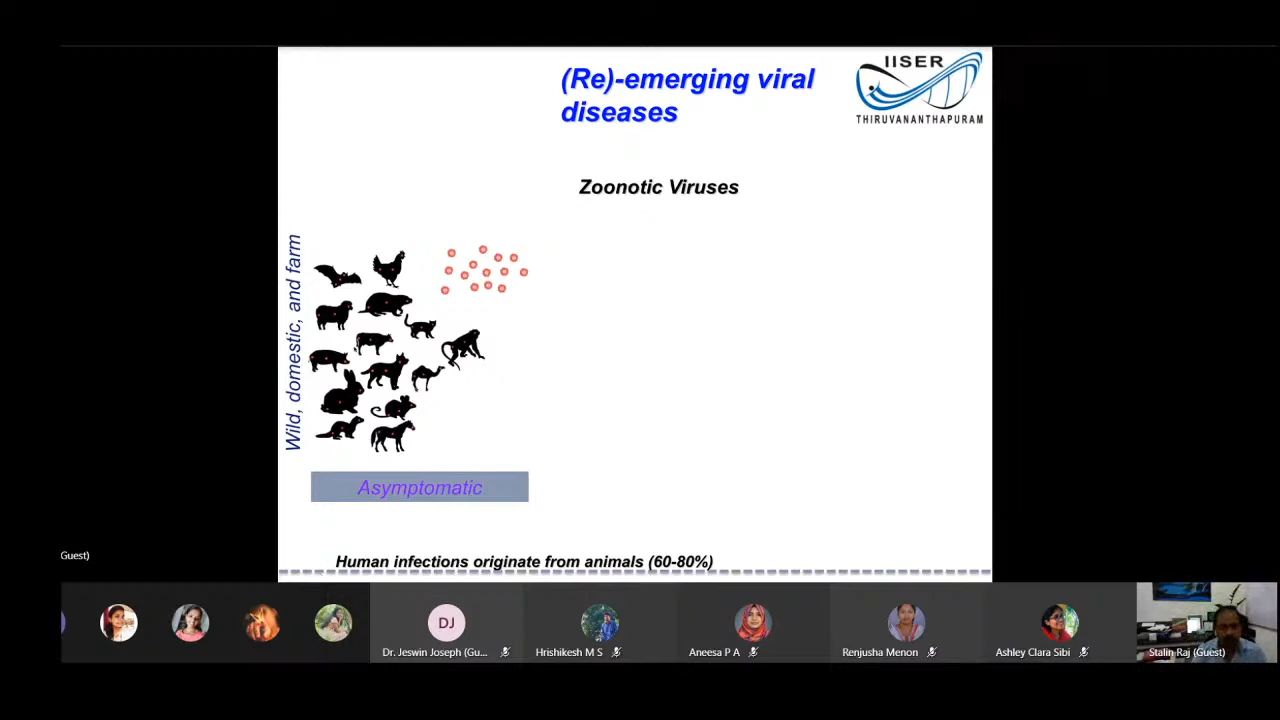 (Re)-emerging viral
diseases
IISER
THIRUVANANTHAPURAM
Zoonotic Viruses
Wild, domestic, and farm
Asymptomatic
Human infections originate from animals (60-80%)
Guest)
DJ
Dr. Jeswin Joseph (Gu...
Hrishikesh M S
Aneesa P A
Renjusha Menon
Ashley Clara Sibi
Stalin Raj (Guest)